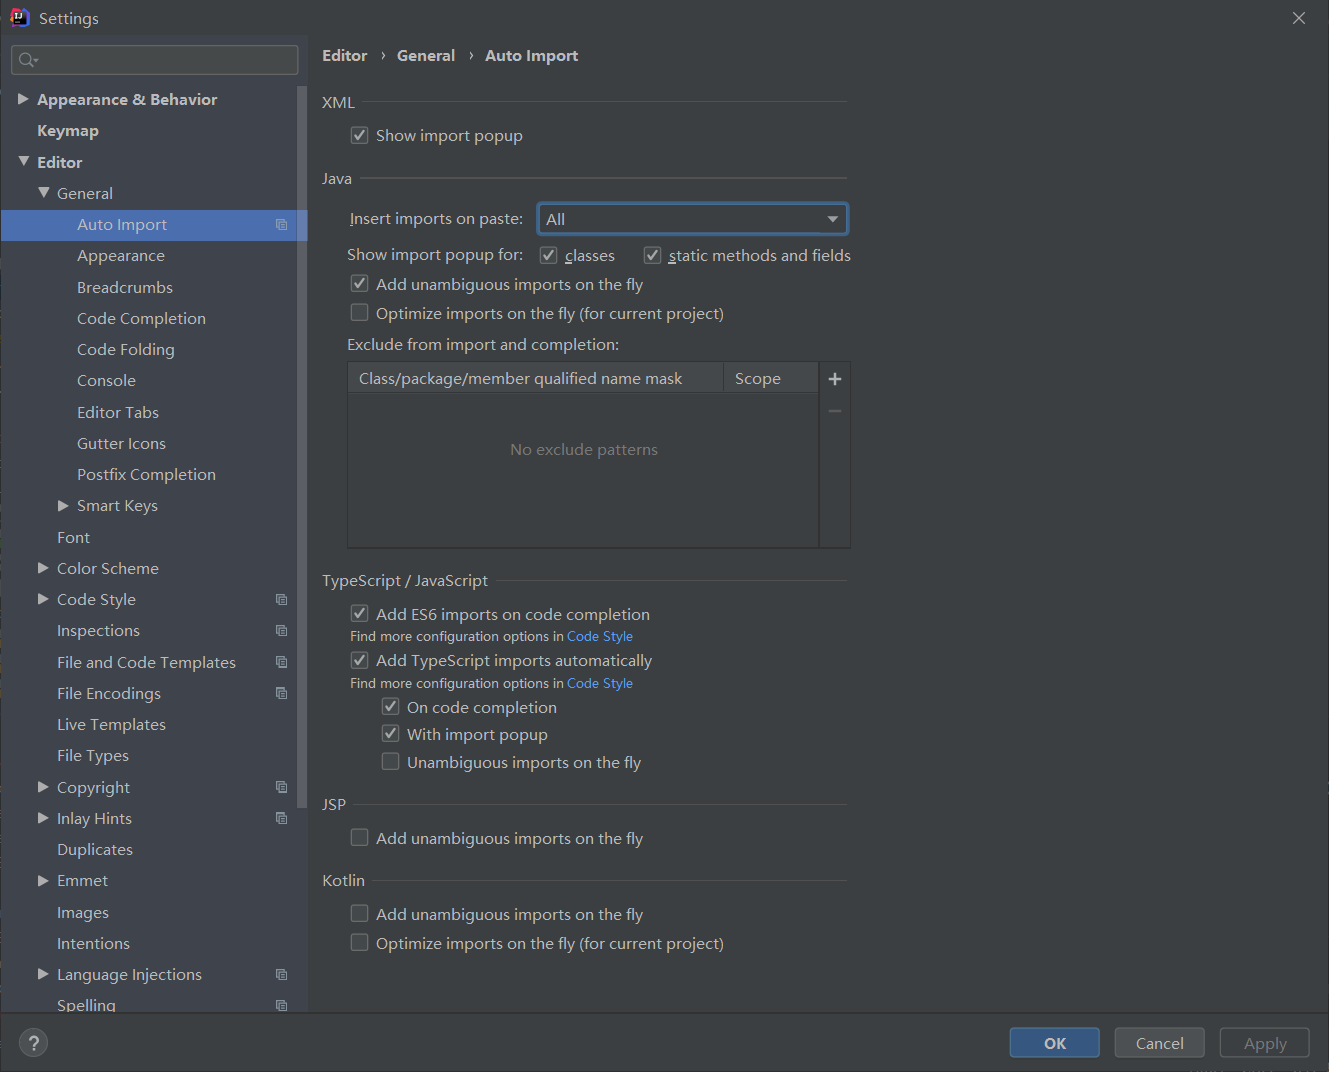 Settings
Appearance & Behavior
Keymap
Editor
General
Auto Import
Appearance
Breadcrumbs
Code Completion
Code Folding
Console
Editor Tabs
Gutter Icons
Postfix Completion
Smart Keys
Font
Color Scheme
Code Style
Inspections
File and Code Templates
File Encodings
Live Templates
File Types
Copyright
Inlay Hints
Duplicates
Emmet
Images
Intentions
Language Injections
Spelling
Editor › General › Auto Import
XML
Show import popup
Java
Insert imports on paste: All
Show import popup for: classes static methods and fields
Add unambiguous imports on the fly
Optimize imports on the fly (for current project)
Exclude from import and completion:
Class/package/member qualified name mask Scope
No exclude patterns
TypeScript / JavaScript
Add ES6 imports on code completion
Find more configuration options in Code Style
Add TypeScript imports automatically
Find more configuration options in Code Style
On code completion
With import popup
Unambiguous imports on the fly
JSP
Add unambiguous imports on the fly
Kotlin
Add unambiguous imports on the fly
Optimize imports on the fly (for current project)
? OK Cancel Apply